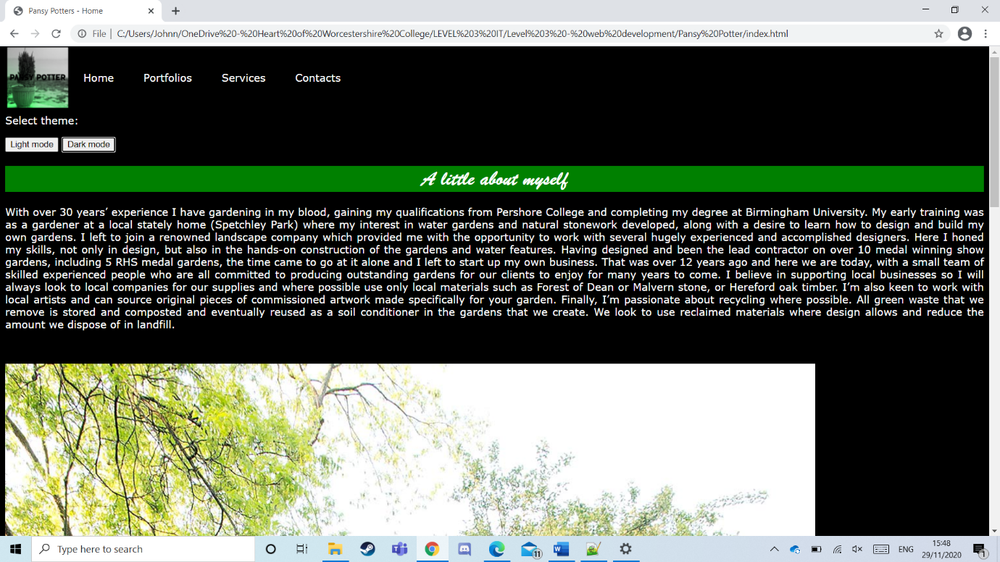 Pansy Potters - Home
File | C:/Users/Johnn/OneDrive%20-%20Heart%20of%20Worcestershire%20College/LEVEL%203%20IT/Level%203%20-%20web%20development/Pansy%20Potter/index.html
PANSY POTTER
Home Portfolios Services Contacts
Select theme:
Light mode Dark mode
A little about myself
With over 30 years’ experience I have gardening in my blood, gaining my qualifications from Pershore College and completing my degree at Birmingham University. My early training was
as a gardener at a local stately home (Spetchley Park) where my interest in water gardens and natural stonework developed, along with a desire to learn how to design and build my
own gardens. I left to join a renowned landscape company which provided me with the opportunity to work with several hugely experienced and accomplished designers. Here I honed
my skills, not only in design, but also in the hands-on construction of the gardens and water features. Having designed and been the lead contractor on over 10 medal winning show
gardens, including 5 RHS medal gardens, the time came to go at it alone and I left to start up my own business. That was over 12 years ago and here we are today, with a small team of
skilled experienced people who are all committed to producing outstanding gardens for our clients to enjoy for many years to come. I believe in supporting local businesses so I will
always look to local companies for our supplies and where possible use only local materials such as Forest of Dean or Malvern stone, or Hereford oak timber. I’m also keen to work with
local artists and can source original pieces of commissioned artwork made specifically for your garden. Finally, I’m passionate about recycling where possible. All green waste that we
remove is stored and composted and eventually reused as a soil conditioner in the gardens that we create. We look to use reclaimed materials where design allows and reduce the
amount we dispose of in landfill.
Type here to search
11
ENG
15:48
29/11/2020
1